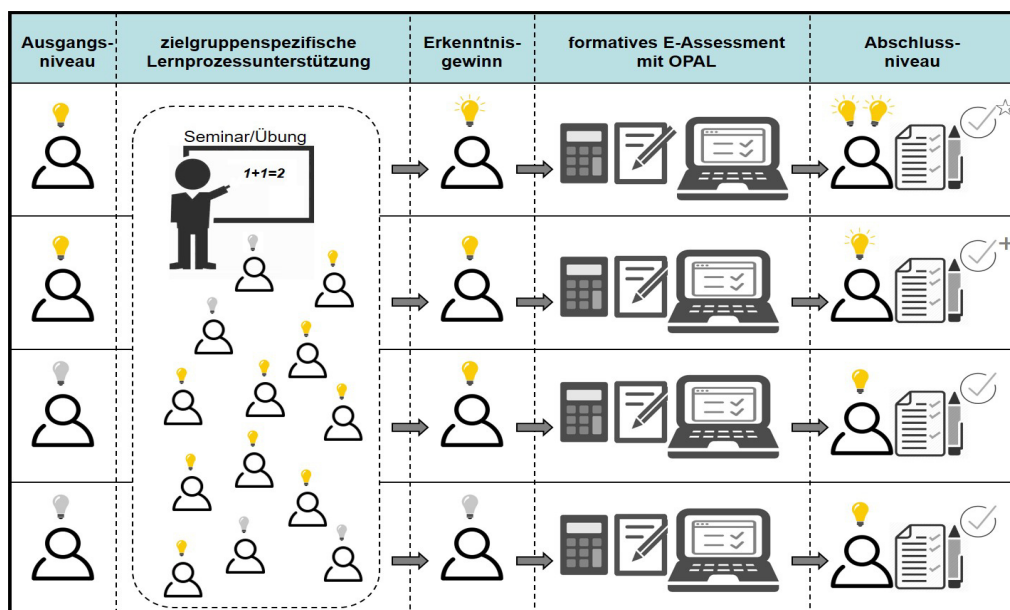 Ausgangs-
niveau
zielgruppenspezifische
Lernprozessunterstützung
Erkenntnis-
gewinn
formatives E-Assessment
mit OPAL
Abschluss-
niveau
Seminar/Übung
1+1=2